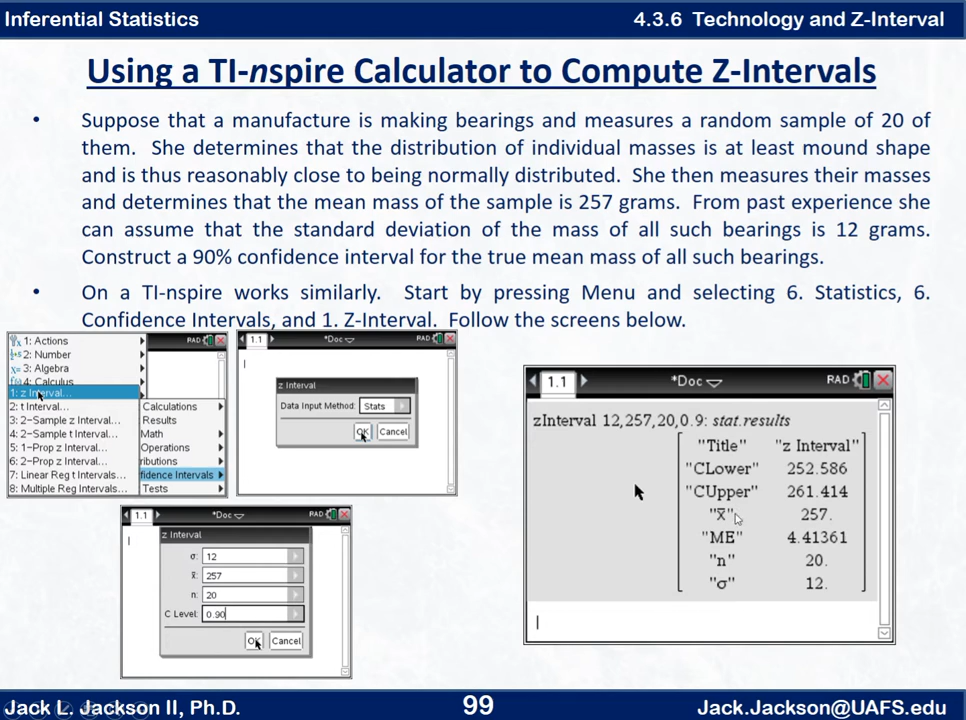 Inferential Statistics
4.3.6 Technology and Z-Interval
Using a TI-nspire Calculator to Compute Z-Intervals
• Suppose that a manufacture is making bearings and measures a random sample of 20 of
them. She determines that the distribution of individual masses is at least mound shape
and is thus reasonably close to being normally distributed. She then measures their masses
and determines that the mean mass of the sample is 257 grams. From past experience she
can assume that the standard deviation of the mass of all such bearings is 12 grams.
Construct a 90% confidence interval for the true mean mass of all such bearings.
• On a TI-nspire works similarly. Start by pressing Menu and selecting 6. Statistics, 6.
Confidence Intervals, and 1. Z-Interval. Follow the screens below.
1: Actions
2: Number
3: Algebra
4: Calculus
1: z Interval...
2: t Interval...
3: 2-Sample z Interval...
4: 2-Sample t Interval...
5: 1-Prop z Interval...
6: 2-Prop z Interval...
7: Linear Reg t Intervals...
8: Multiple Reg Intervals...
RAD
Calculations
Results
Math
Operations
ributions
fidence Intervals
Tests
1.1 *Doc RAD
z Interval
Data Input Method: Stats
OK Cancel
1.1 *Doc RAD
z Interval
σ: 12
x̄: 257
n: 20
C Level: 0.90
OK Cancel
1.1 *Doc RAD
zInterval 12,257,20,0.9: stat.results
"Title" "z Interval"
"CLower" 252.586
"CUpper" 261.414
"x̄" 257.
"ME" 4.41361
"n" 20.
"σ" 12.
Jack L. Jackson II, Ph.D.
99
Jack.Jackson@UAFS.edu